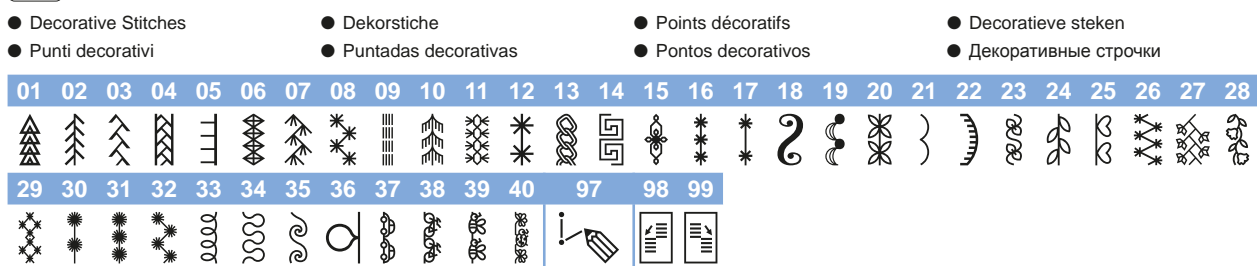 ● Decorative Stitches ● Dekorstiche ● Points décoratifs ● Decoratieve steken
● Punti decorativi ● Puntadas decorativas ● Pontos decorativos ● Декоративные строчки
01 02 03 04 05 06 07 08 09 10 11 12 13 14 15 16 17 18 19 20 21 22 23 24 25 26 27 28
29 30 31 32 33 34 35 36 37 38 39 40 97 98 99